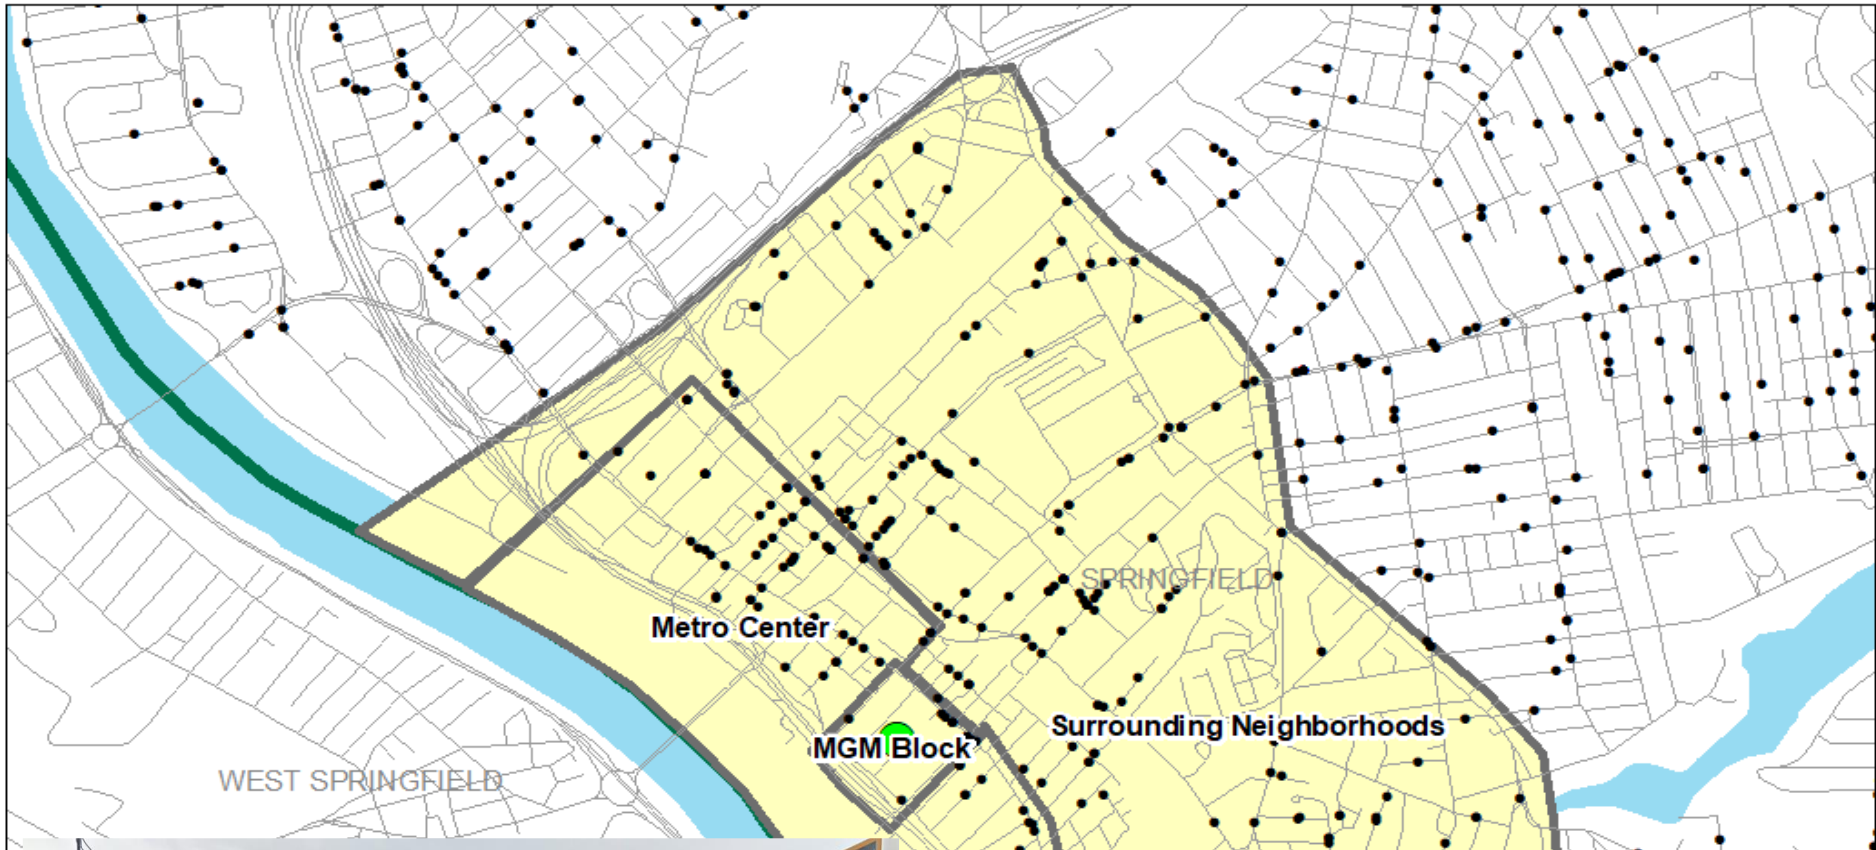 SPRINGFIELD
Metro Center
Surrounding Neighborhoods
MGM Block
WEST SPRINGFIELD